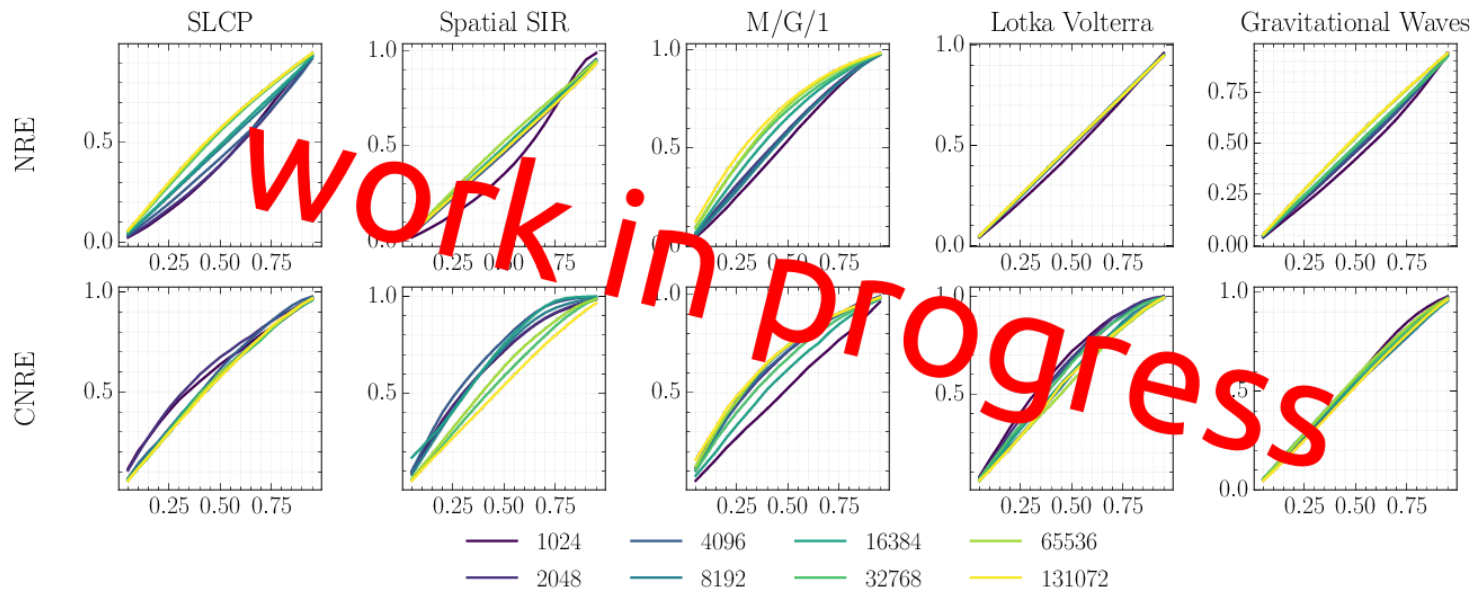 SLCP Spatial SIR M/G/1 Lotka Volterra Gravitational Waves
NRE
1.0 1.0 1.0
0.5 0.5 0.5 0.5 0.75
0.50
0.25
0.0 0.0 0.0 0.0 0.00
0.25 0.50 0.75 0.25 0.50 0.75 0.25 0.50 0.75 0.25 0.50 0.75 0.25 0.50 0.75
work in progress
CNRE
1.0 1.0 1.0 1.0 1.0
0.5 0.5 0.5 0.5 0.5
0.0
0.25 0.50 0.75 0.25 0.50 0.75 0.25 0.50 0.75 0.25 0.50 0.75 0.25 0.50 0.75
1024 4096 16384 65536
2048 8192 32768 131072